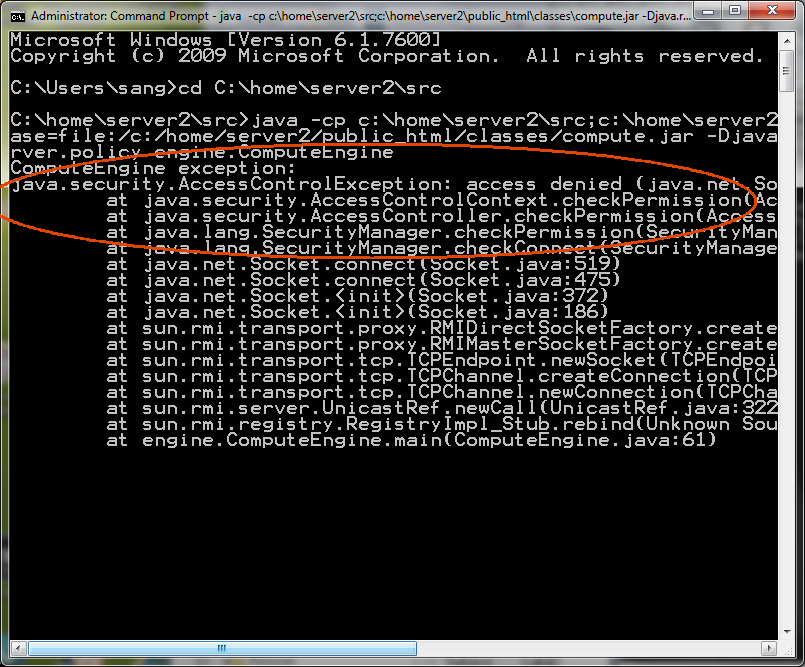 Administrator: Command Prompt - java -cp c:\home\server2\src;c:\home\server2\public_html\classes\compute.jar -Djava.r...
Microsoft Windows [Version 6.1.7600]
Copyright (c) 2009 Microsoft Corporation.  All rights reserved.
C:\Users\sang>cd C:\home\server2\src
C:\home\server2\src>java -cp c:\home\server2\src;c:\home\server2
ase=file:/c:/home/server2/public_html/classes/compute.jar -Djava
rver.policy engine.ComputeEngine
ComputeEngine exception:
java.security.AccessControlException: access denied (java.net.So
at java.security.AccessControlContext.checkPermission(Ac
at java.security.AccessController.checkPermission(Access
at java.lang.SecurityManager.checkPermission(SecurityMan
at java.lang.SecurityManager.checkConnect(SecurityManage
at java.net.Socket.connect(Socket.java:519)
at java.net.Socket.connect(Socket.java:475)
at java.net.Socket.<init>(Socket.java:372)
at java.net.Socket.<init>(Socket.java:186)
at sun.rmi.transport.proxy.RMIDirectSocketFactory.create
at sun.rmi.transport.proxy.RMIMasterSocketFactory.create
at sun.rmi.transport.tcp.TCPEndpoint.newSocket(TCPEndpoi
at sun.rmi.transport.tcp.TCPChannel.createConnection(TCP
at sun.rmi.transport.tcp.TCPChannel.newConnection(TCPCha
at sun.rmi.server.UnicastRef.newCall(UnicastRef.java:322
at sun.rmi.registry.RegistryImpl_Stub.rebind(Unknown Sou
at engine.ComputeEngine.main(ComputeEngine.java:61)